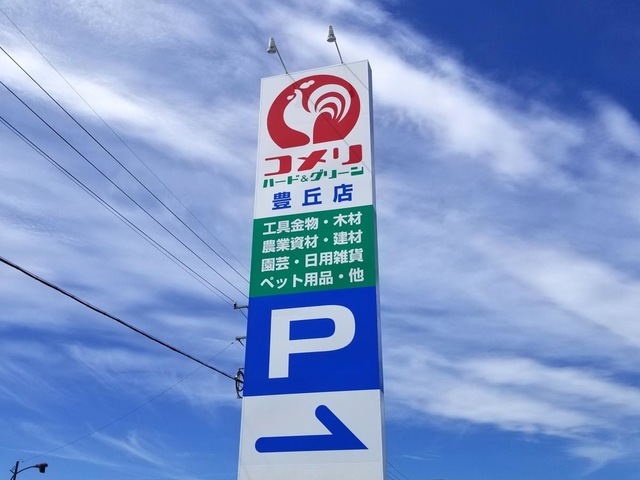 コメリ
ハード&グリーン
豊丘店
工具金物・木材
農業資材・建材
園芸・日用雑貨
ペット用品・他
P